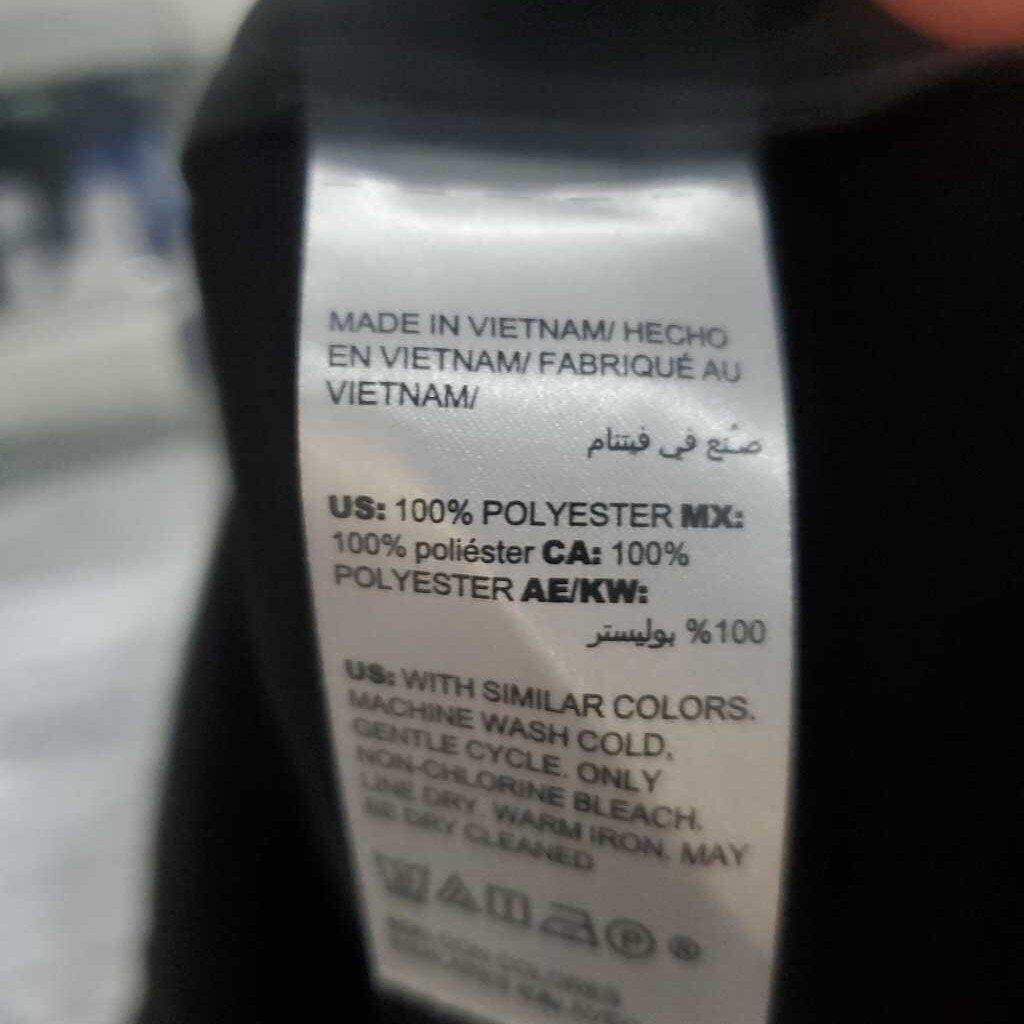 MADE IN VIETNAM/ HECHO
EN VIETNAM/ FABRIQUÉ AU
VIETNAM/
صُنع في فيتنام
US: 100% POLYESTER MX:
100% poliéster CA: 100%
POLYESTER AE/KW:
100% بوليستر
US: WITH SIMILAR COLORS.
MACHINE WASH COLD,
GENTLE CYCLE. ONLY
NON-CHLORINE BLEACH.
LINE DRY. WARM IRON. MAY
BE DRY CLEANED
P